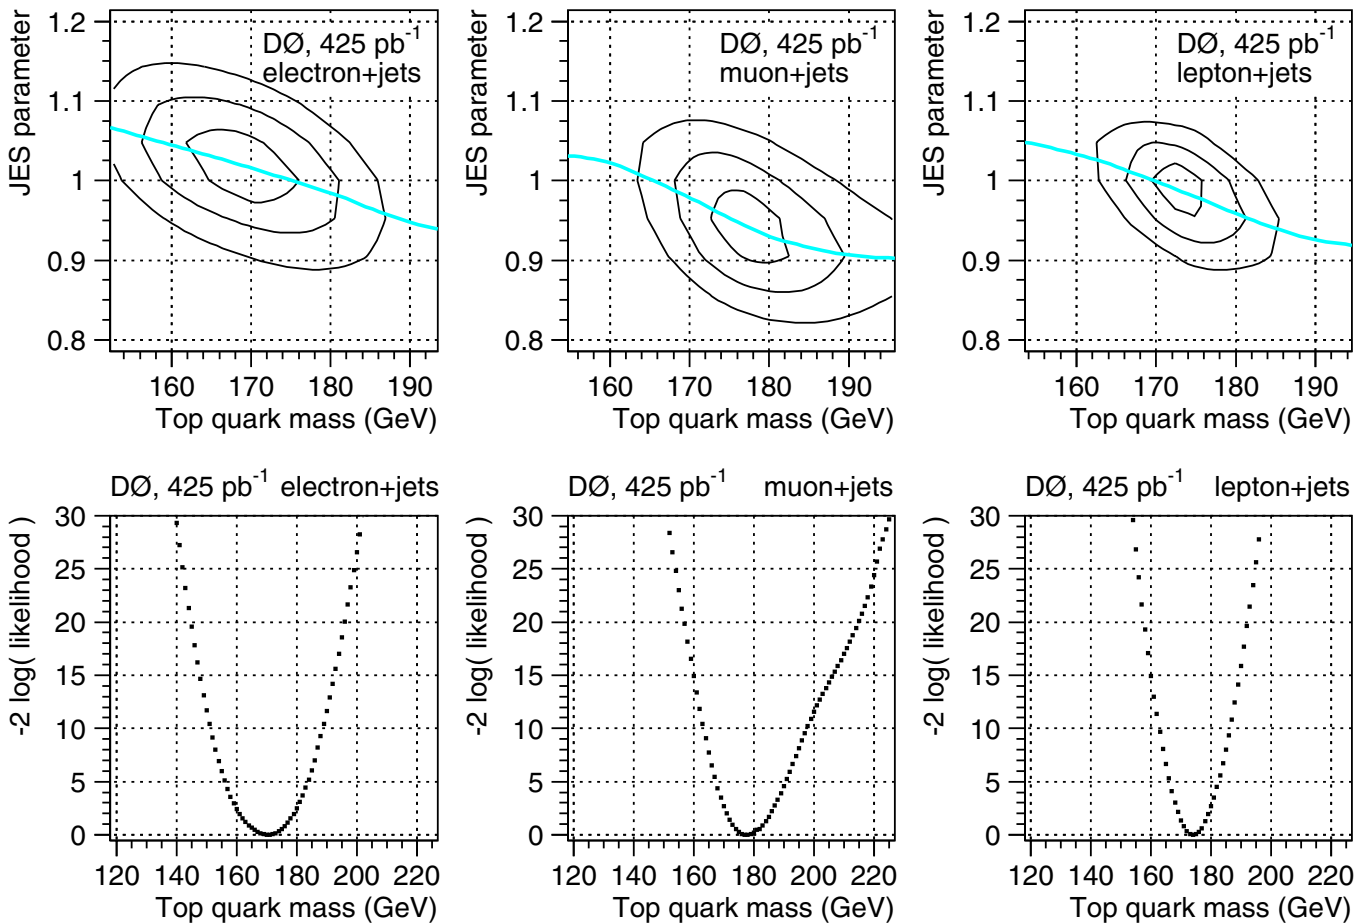 DØ, 425 pb-1
electron+jets
JES parameter
1.2
1.1
1
0.9
0.8
160 170 180 190
Top quark mass (GeV)
DØ, 425 pb-1
muon+jets
JES parameter
1.2
1.1
1
0.9
0.8
160 170 180 190
Top quark mass (GeV)
DØ, 425 pb-1
lepton+jets
JES parameter
1.2
1.1
1
0.9
0.8
160 170 180 190
Top quark mass (GeV)
DØ, 425 pb-1 electron+jets
-2 log( likelihood )
30
25
20
15
10
5
0
120 140 160 180 200 220
Top quark mass (GeV)
DØ, 425 pb-1 muon+jets
-2 log( likelihood )
30
25
20
15
10
5
0
120 140 160 180 200 220
Top quark mass (GeV)
DØ, 425 pb-1 lepton+jets
-2 log( likelihood )
30
25
20
15
10
5
0
120 140 160 180 200 220
Top quark mass (GeV)